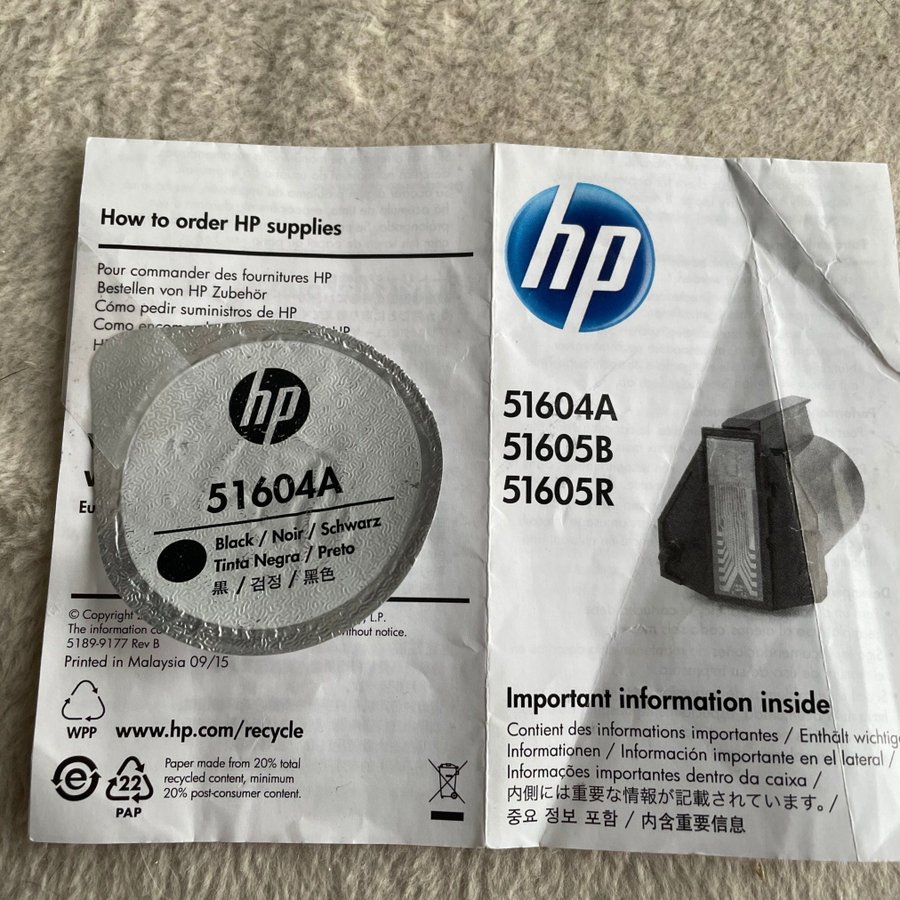 How to order HP supplies
Pour commander des fournitures HP
Bestellen von HP Zubehör
Cómo pedir suministros de HP
Como
hp
51604A
Black / Noir / Schwarz
Tinta Negra / Preto
黒 / 검정 / 黑色
© Copyright L.P.
The information without notice.
5189-9177 Rev B
Printed in Malaysia 09/15
WPP
www.hp.com/recycle
e
22
PAP
Paper made from 20% total
recycled content, minimum
20% post-consumer content.
hp
51604A
51605B
51605R
Important information inside
Contient des informations importantes / Enthält
Informationen / Información importante en el lateral /
Informações importantes dentro da caixa /
内側には重要な情報が記載されています。/
중요 정보 포함 / 内含重要信息